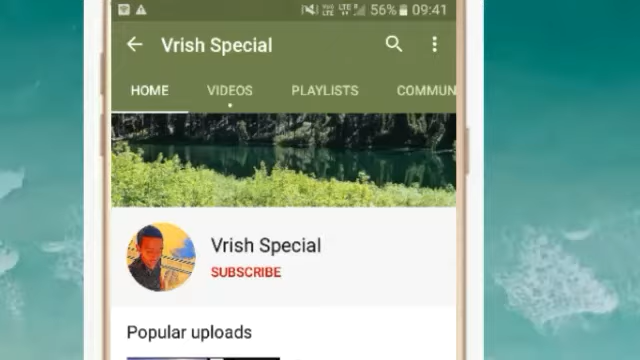 56% 09:41
Vrish Special
HOME VIDEOS PLAYLISTS COMMUN
Vrish Special
SUBSCRIBE
Popular uploads